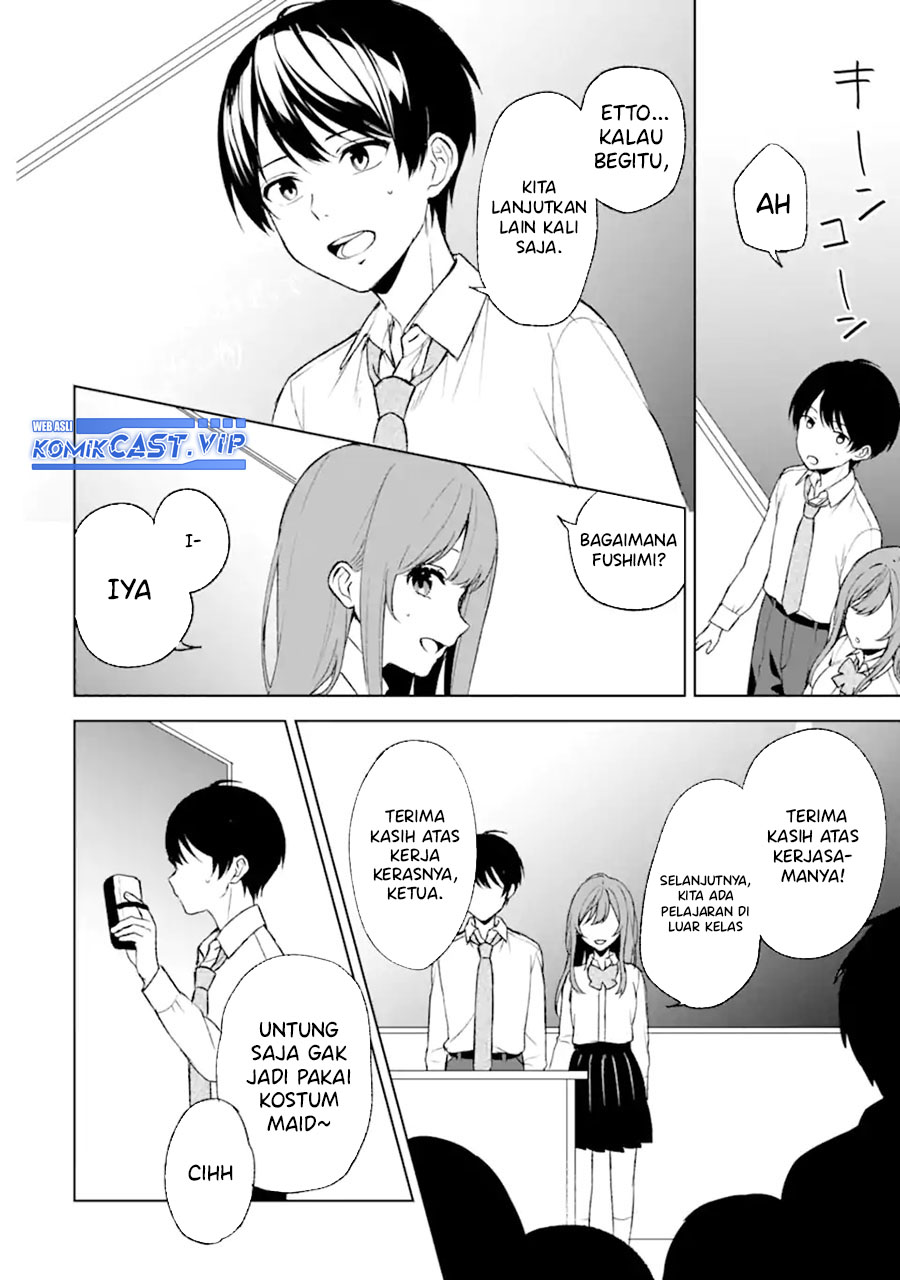 キーンコーン
AH
ETTO...
KALAU
BEGITU,
KITA
LANJUTKAN
LAIN KALI
SAJA.
WEB ASLI
KOMIKCAST.VIP
BAGAIMANA
FUSHIMI?
I-
IYA
TERIMA
KASIH ATAS
KERJASA-
MANYA!
SELANJUTNYA,
KITA ADA
PELAJARAN DI
LUAR KELAS
TERIMA
KASIH ATAS
KERJA
KERASNYA,
KETUA.
UNTUNG
SAJA GAK
JADI PAKAI
KOSTUM
MAID~
CIHH